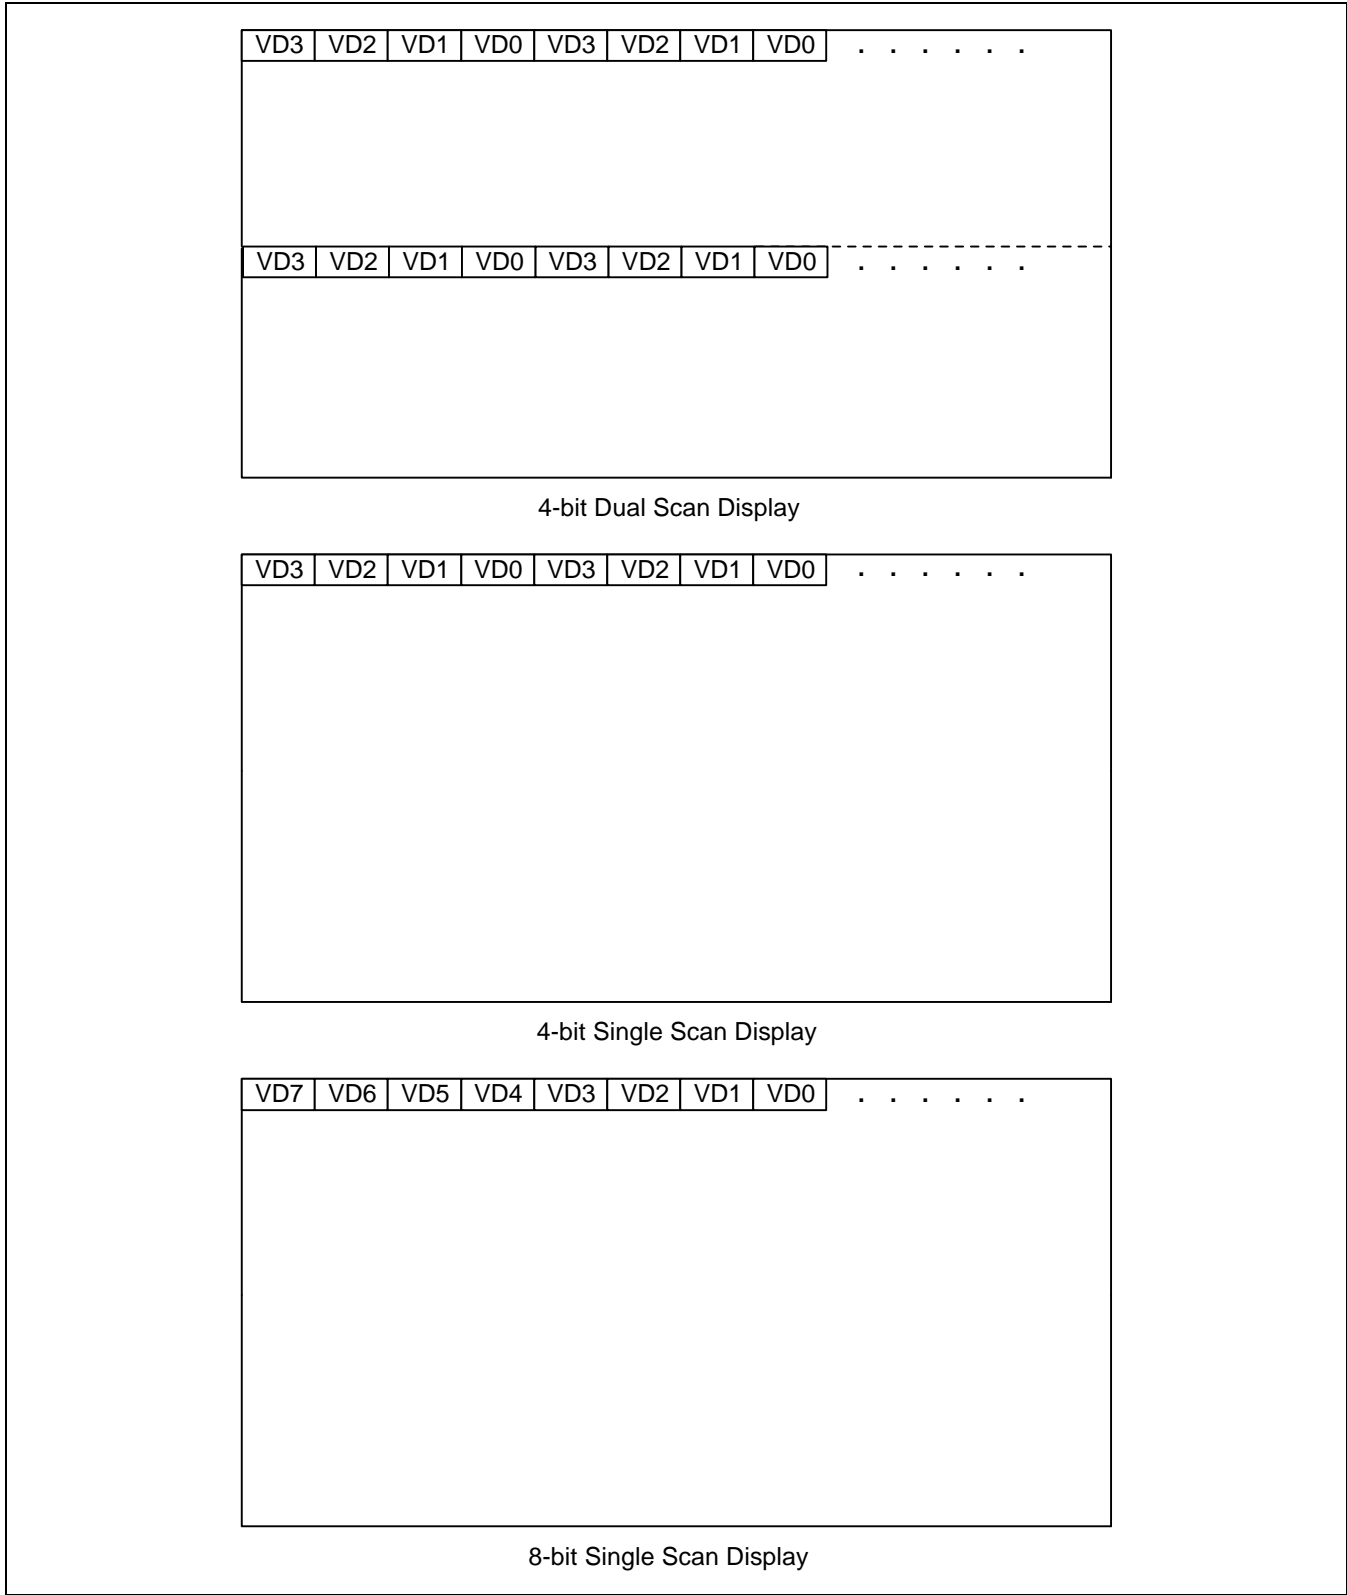 VD3 VD2 VD1 VD0 VD3 VD2 VD1 VD0 . . . . . .
VD3 VD2 VD1 VD0 VD3 VD2 VD1 VD0 . . . . . .
4-bit Dual Scan Display
VD3 VD2 VD1 VD0 VD3 VD2 VD1 VD0 . . . . . .
4-bit Single Scan Display
VD7 VD6 VD5 VD4 VD3 VD2 VD1 VD0 . . . . . .
8-bit Single Scan Display